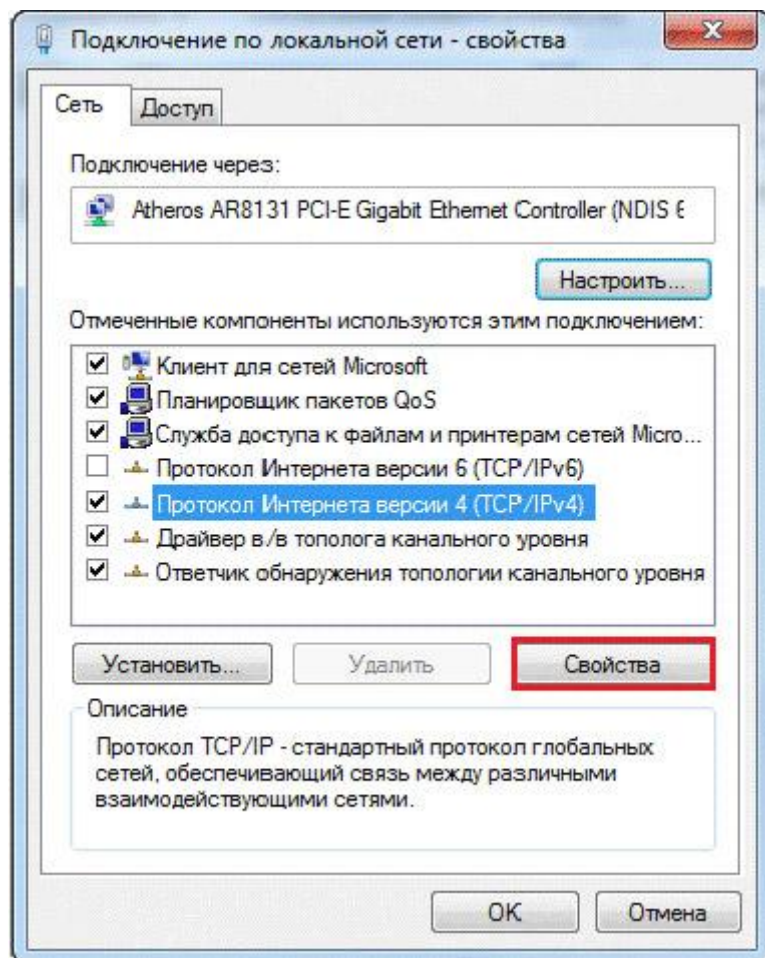 Подключение по локальной сети - свойства
Сеть
Доступ
Подключение через:
Atheros AR8131 PCI-E Gigabit Ethernet Controller (NDIS 6
Настроить...
Отмеченные компоненты используются этим подключением:
Клиент для сетей Microsoft
Планировщик пакетов QoS
Служба доступа к файлам и принтерам сетей Micro...
Протокол Интернета версии 6 (TCP/IPv6)
Протокол Интернета версии 4 (TCP/IPv4)
Драйвер в/в тополога канального уровня
Ответчик обнаружения топологии канального уровня
Установить...
Удалить
Свойства
Описание
Протокол TCP/IP - стандартный протокол глобальных
сетей, обеспечивающий связь между различными
взаимодействующими сетями.
OK
Отмена